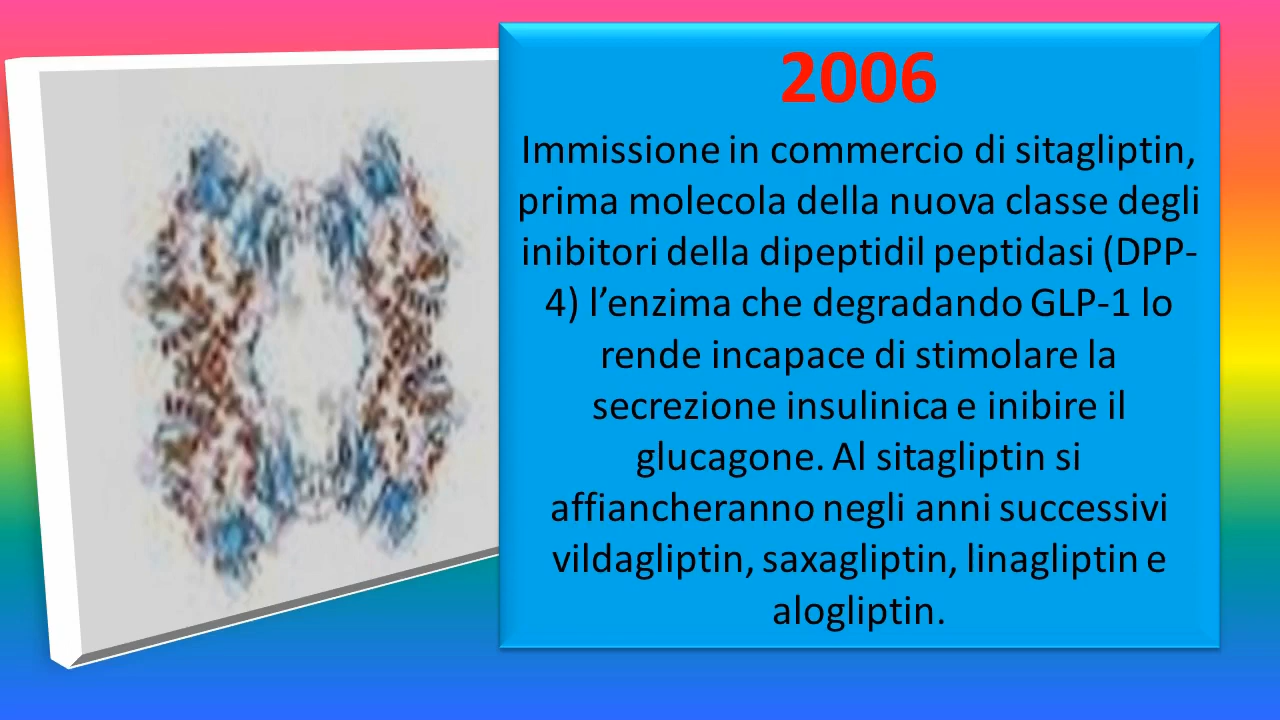 2006
Immissione in commercio di sitagliptin,
prima molecola della nuova classe degli
inibitori della dipeptidil peptidasi (DPP-
4) l’enzima che degradando GLP-1 lo
rende incapace di stimolare la
secrezione insulinica e inibire il
glucagone. Al sitagliptin si
affiancheranno negli anni successivi
vildagliptin, saxagliptin, linagliptin e
alogliptin.